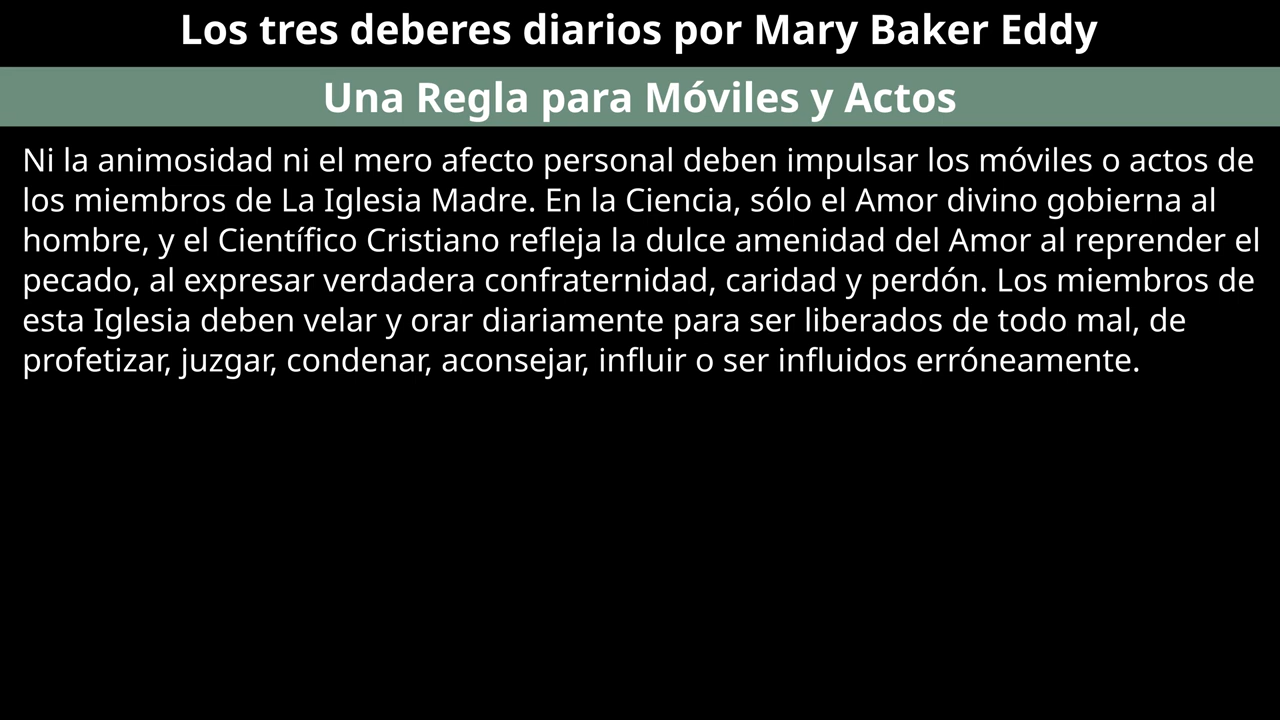 Los tres deberes diarios por Mary Baker Eddy
Una Regla para Móviles y Actos
Ni la animosidad ni el mero afecto personal deben impulsar los móviles o actos de
los miembros de La Iglesia Madre. En la Ciencia, sólo el Amor divino gobierna al
hombre, y el Científico Cristiano refleja la dulce amenidad del Amor al reprender el
pecado, al expresar verdadera confraternidad, caridad y perdón. Los miembros de
esta Iglesia deben velar y orar diariamente para ser liberados de todo mal, de
profetizar, juzgar, condenar, aconsejar, influir o ser influidos erróneamente.